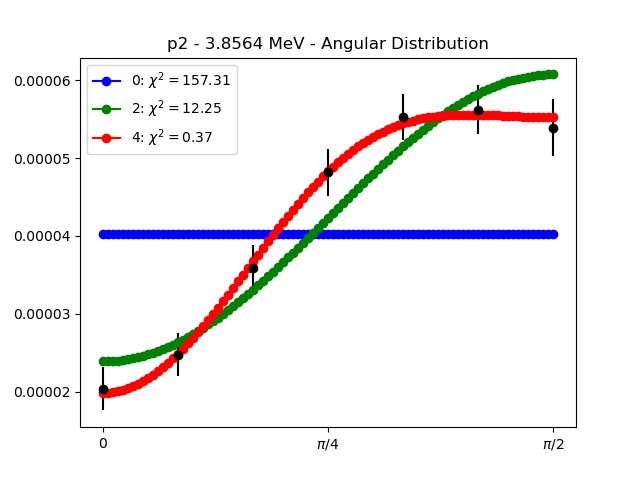 p2 - 3.8564 MeV - Angular Distribution
0: χ² = 157.31
2: χ² = 12.25
4: χ² = 0.37
0.00006
0.00005
0.00004
0.00003
0.00002
0 π/4 π/2